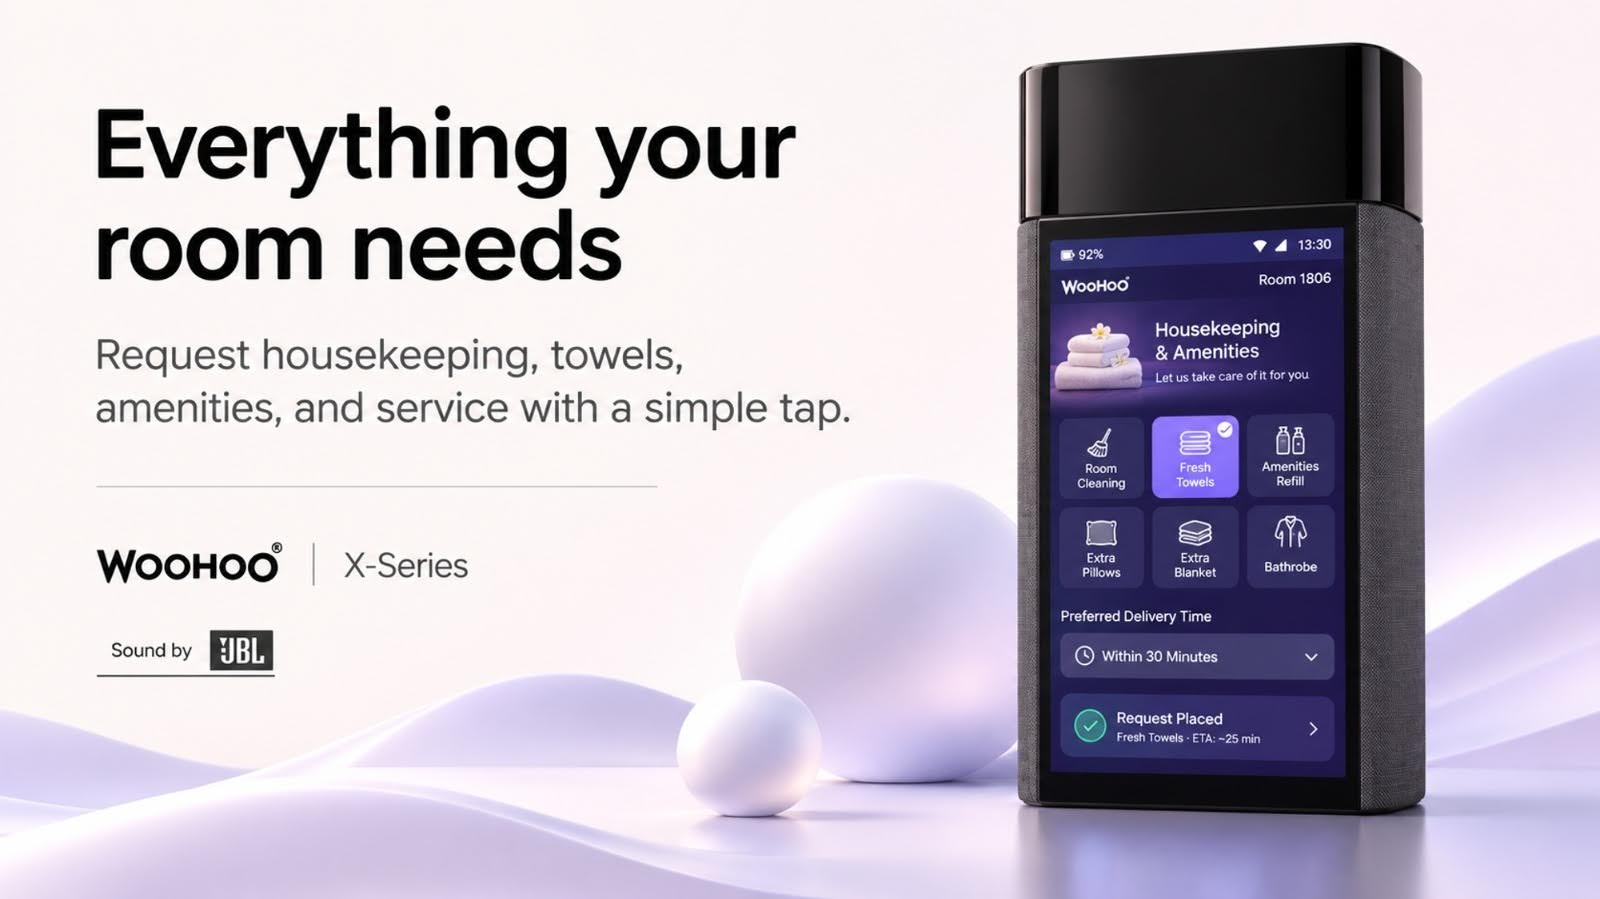 Everything your
room needs
Request housekeeping, towels,
amenities, and service with a simple tap.
WOOHOO®
X-Series
Sound by JBL
92%
13:30
WOOHOO®
Room 1806
Housekeeping
& Amenities
Let us take care of it for you.
Room
Cleaning
Fresh
Towels
Amenities
Refill
Extra
Pillows
Extra
Blanket
Bathrobe
Preferred Delivery Time
Within 30 Minutes
Request Placed
Fresh Towels · ETA: ~25 min